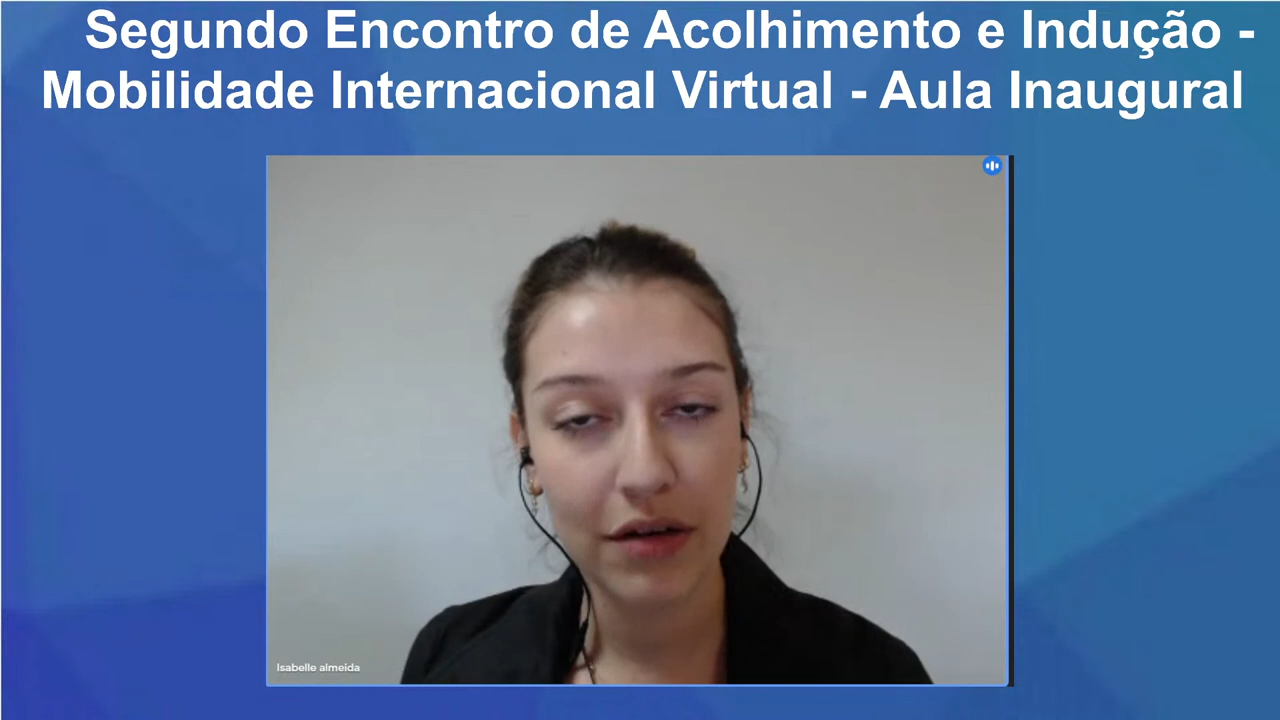 Segundo Encontro de Acolhimento e Indução -
Mobilidade Internacional Virtual - Aula Inaugural
Isabelle almeida